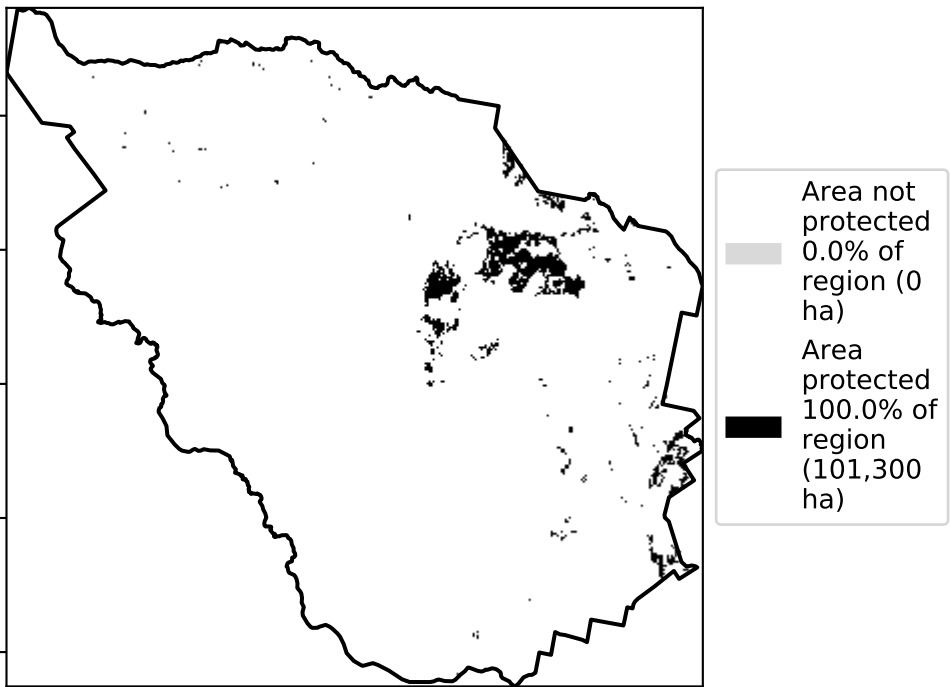 Area not
protected
0.0% of
region (0
ha)
Area
protected
100.0% of
region
(101,300
ha)